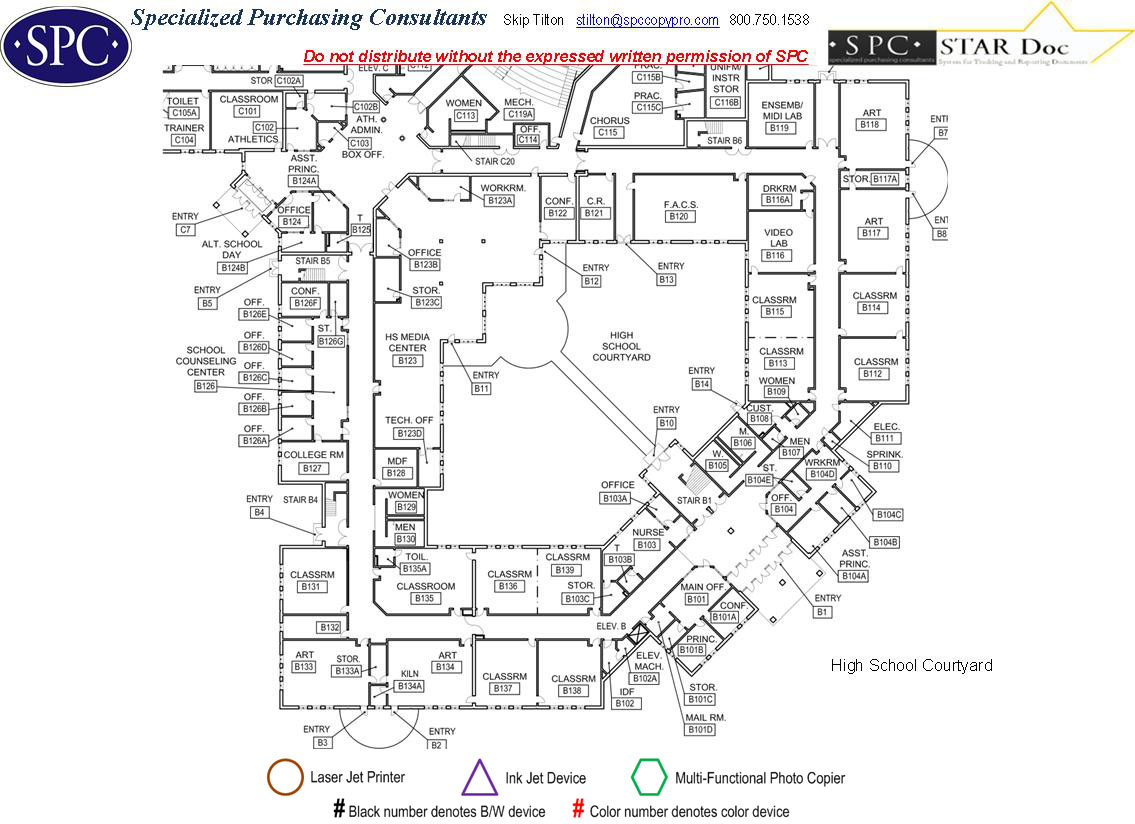 SPC
Specialized Purchasing Consultants Skip Tilton stilton@spccopypro.com 800.750.1538
Do not distribute without the expressed written permission of SPC
·SPC·
specialized purchasing consultants
STAR Doc
System for Tracking and Reporting Documents
STOR C102A
ELEV. C
TOILET
C105A
TRAINER
C104
CLASSROOM
C101
C102
ATHLETICS
C102B
ATH.
ADMIN.
C103
BOX OFF.
WOMEN
C113
MECH.
C119A
OFF.
C114
STAIR C20
CHORUS
C115
C115B
PRAC.
C115C
UNIFM/
INSTR
STOR
C116B
STAIR B6
ENSEMB/
MIDI LAB
B119
ART
B118
B7
STOR. B117A
B8
ASST.
PRINC.
B124A
OFFICE
B124
ENTRY
C7
T
B125
ALT. SCHOOL
DAY
B124B
STAIR B5
ENTRY
B5
WORKRM.
B123A
CONF.
B122
C.R.
B121
F.A.C.S.
B120
DRKRM
B116A
VIDEO
LAB
B116
ART
B117
OFFICE
B123B
STOR.
B123C
ENTRY
B12
ENTRY
B13
CONF.
B126F
ST.
B126G
OFF.
B126E
OFF.
B126D
OFF.
B126C
OFF.
B126B
OFF.
B126A
SCHOOL
COUNSELING
CENTER
B126
HS MEDIA
CENTER
B123
ENTRY
B11
HIGH
SCHOOL
COURTYARD
CLASSRM
B115
CLASSRM
B114
CLASSRM
B113
CLASSRM
B112
ENTRY
B14
WOMEN
B109
CUST.
B108
ENTRY
B10
M.
B106
W.
B105
MEN
B107
ELEC.
B111
SPRINK.
B110
TECH. OFF
B123D
COLLEGE RM
B127
MDF
B128
WRKRM
B104D
ST.
B104E
OFF.
B104
B104C
B104B
ASST.
PRINC.
B104A
STAIR B1
OFFICE
B103A
STAIR B4
ENTRY
B4
WOMEN
B129
MEN
B130
NURSE
B103
T
B103B
STOR.
B103C
TOIL.
B135A
CLASSROOM
B135
CLASSRM
B136
CLASSRM
B139
CLASSRM
B131
MAIN OFF.
B101
CONF.
B101A
ENTRY
B1
B132
ELEV. B
PRINC.
B101B
ART
B133
STOR.
B133A
KILN
B134A
ART
B134
CLASSRM
B137
CLASSRM
B138
ELEV.
MACH.
B102A
IDF
B102
STOR.
B101C
MAIL RM.
B101D
High School Courtyard
ENTRY
B3
ENTRY
B2
Laser Jet Printer Ink Jet Device Multi-Functional Photo Copier
# Black number denotes B/W device # Color number denotes color device